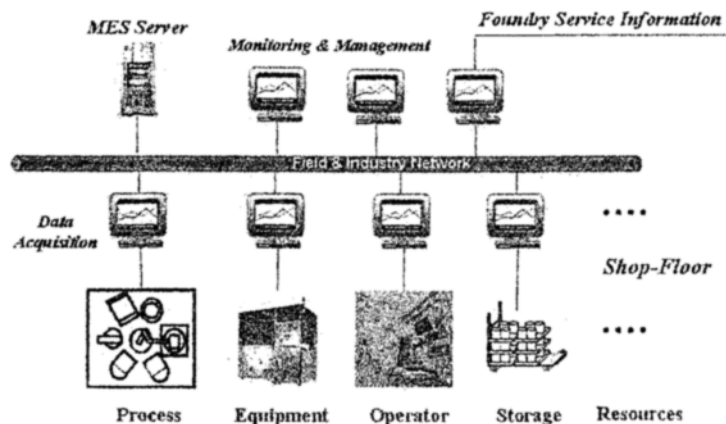 Foundry Service Information
MES Server
Monitoring & Management
Field & Industry Network
Data
Acquisition
Shop-Floor
Process Equipment Operator Storage Resources